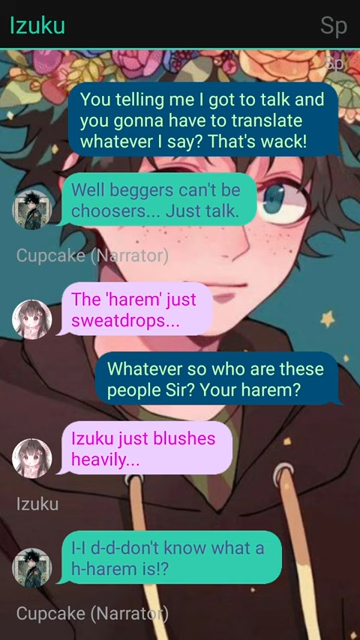 Izuku
Sp
Sp
You telling me I got to talk and
you gonna have to translate
whatever I say? That's wack!
Well beggers can't be
choosers... Just talk.
Cupcake (Narrator)
The 'harem' just
sweatdrops...
Whatever so who are these
people Sir? Your harem?
Izuku just blushes
heavily...
Izuku
I-I d-d-don't know what a
h-harem is!?
Cupcake (Narrator)